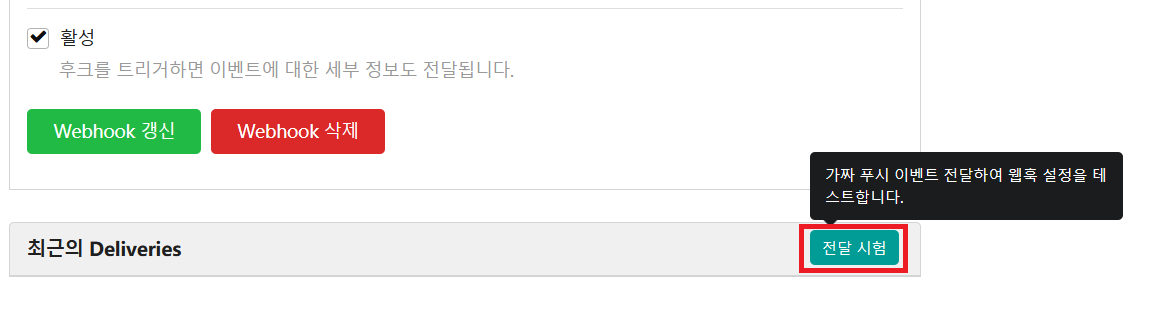 활성
후크를 트리거하면 이벤트에 대한 세부 정보도 전달됩니다.
Webhook 갱신
Webhook 삭제
가짜 푸시 이벤트 전달하여 웹훅 설정을 테
스트합니다.
최근의 Deliveries
전달 시험